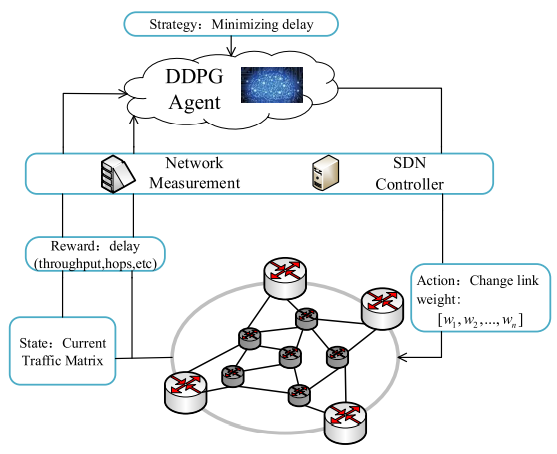 Strategy：Minimizing delay
DDPG
Agent
Network
Measurement
SDN
Controller
Reward：delay
(throughput,hops,etc)
Action：Change link
weight：
[w₁,w₂,...,wₙ]
State：Current
Traffic Matrix